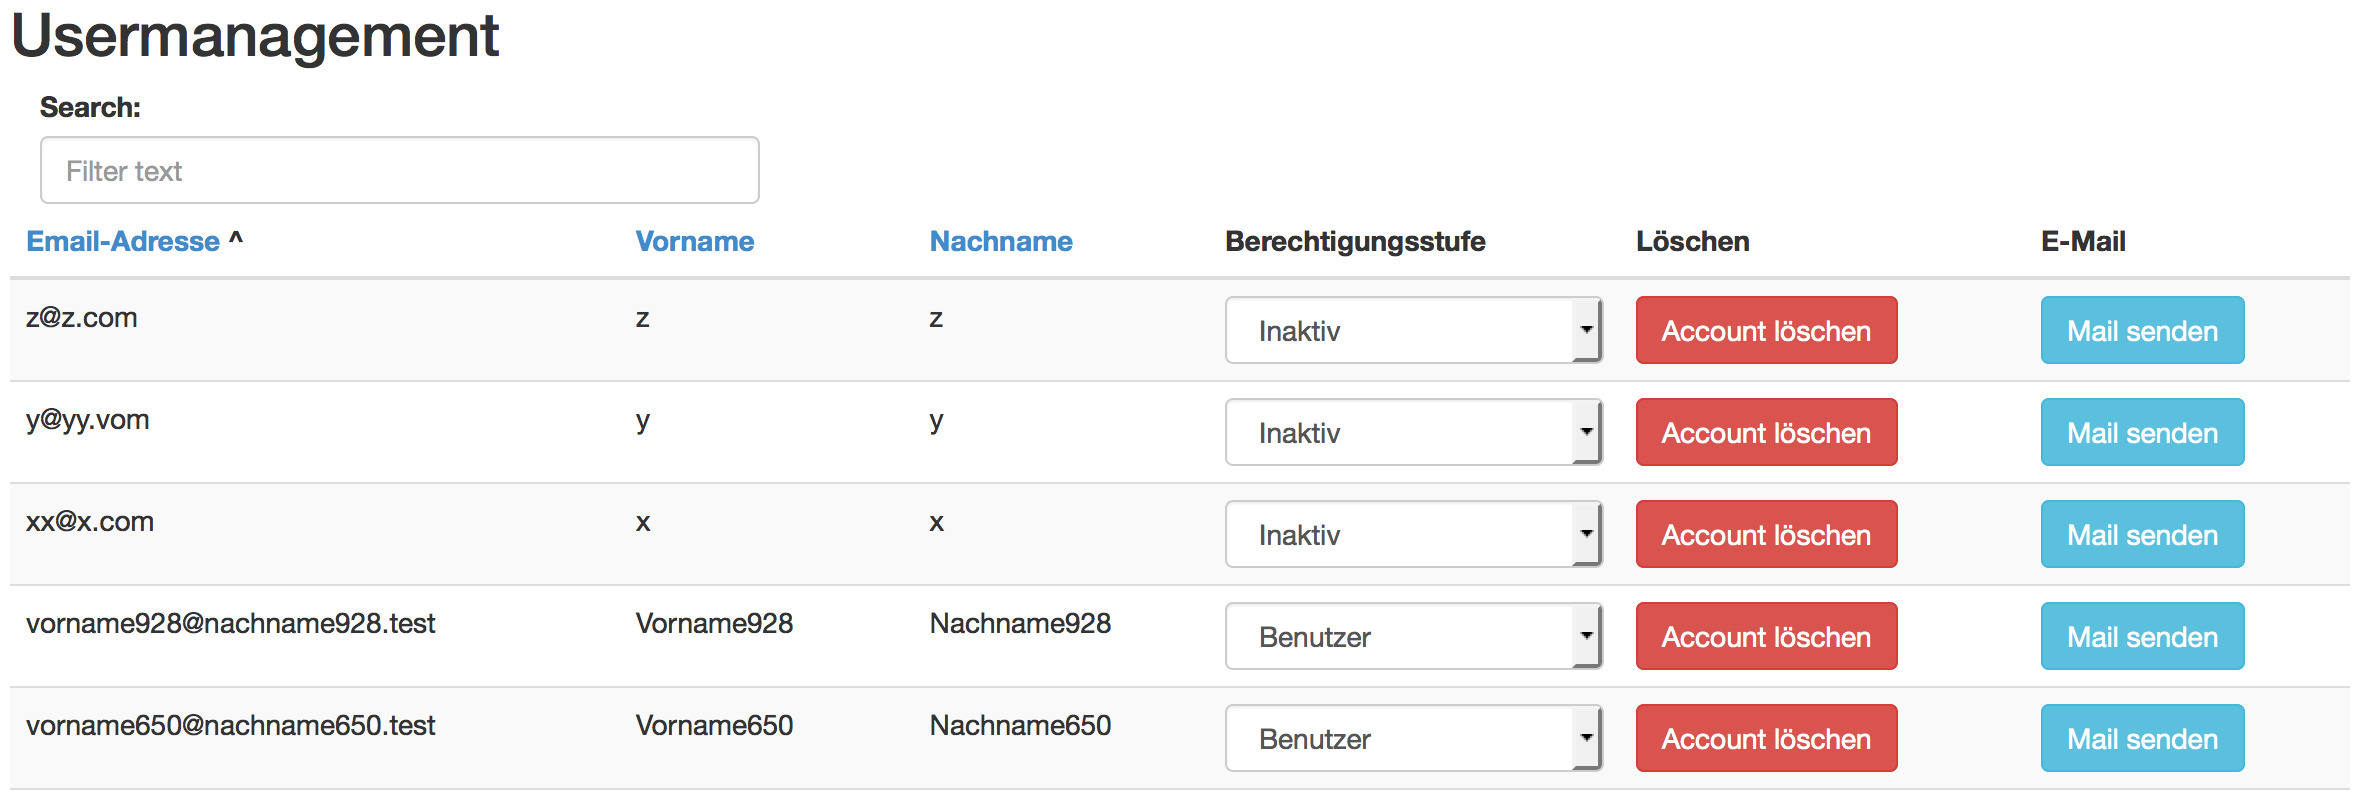 Usermanagement
Search:
Filter text
Email-Adresse ^ Vorname Nachname Berechtigungsstufe Löschen E-Mail
z@z.com z z Inaktiv Account löschen Mail senden
y@yy.vom y y Inaktiv Account löschen Mail senden
xx@x.com x x Inaktiv Account löschen Mail senden
vorname928@nachname928.test Vorname928 Nachname928 Benutzer Account löschen Mail senden
vorname650@nachname650.test Vorname650 Nachname650 Benutzer Account löschen Mail senden